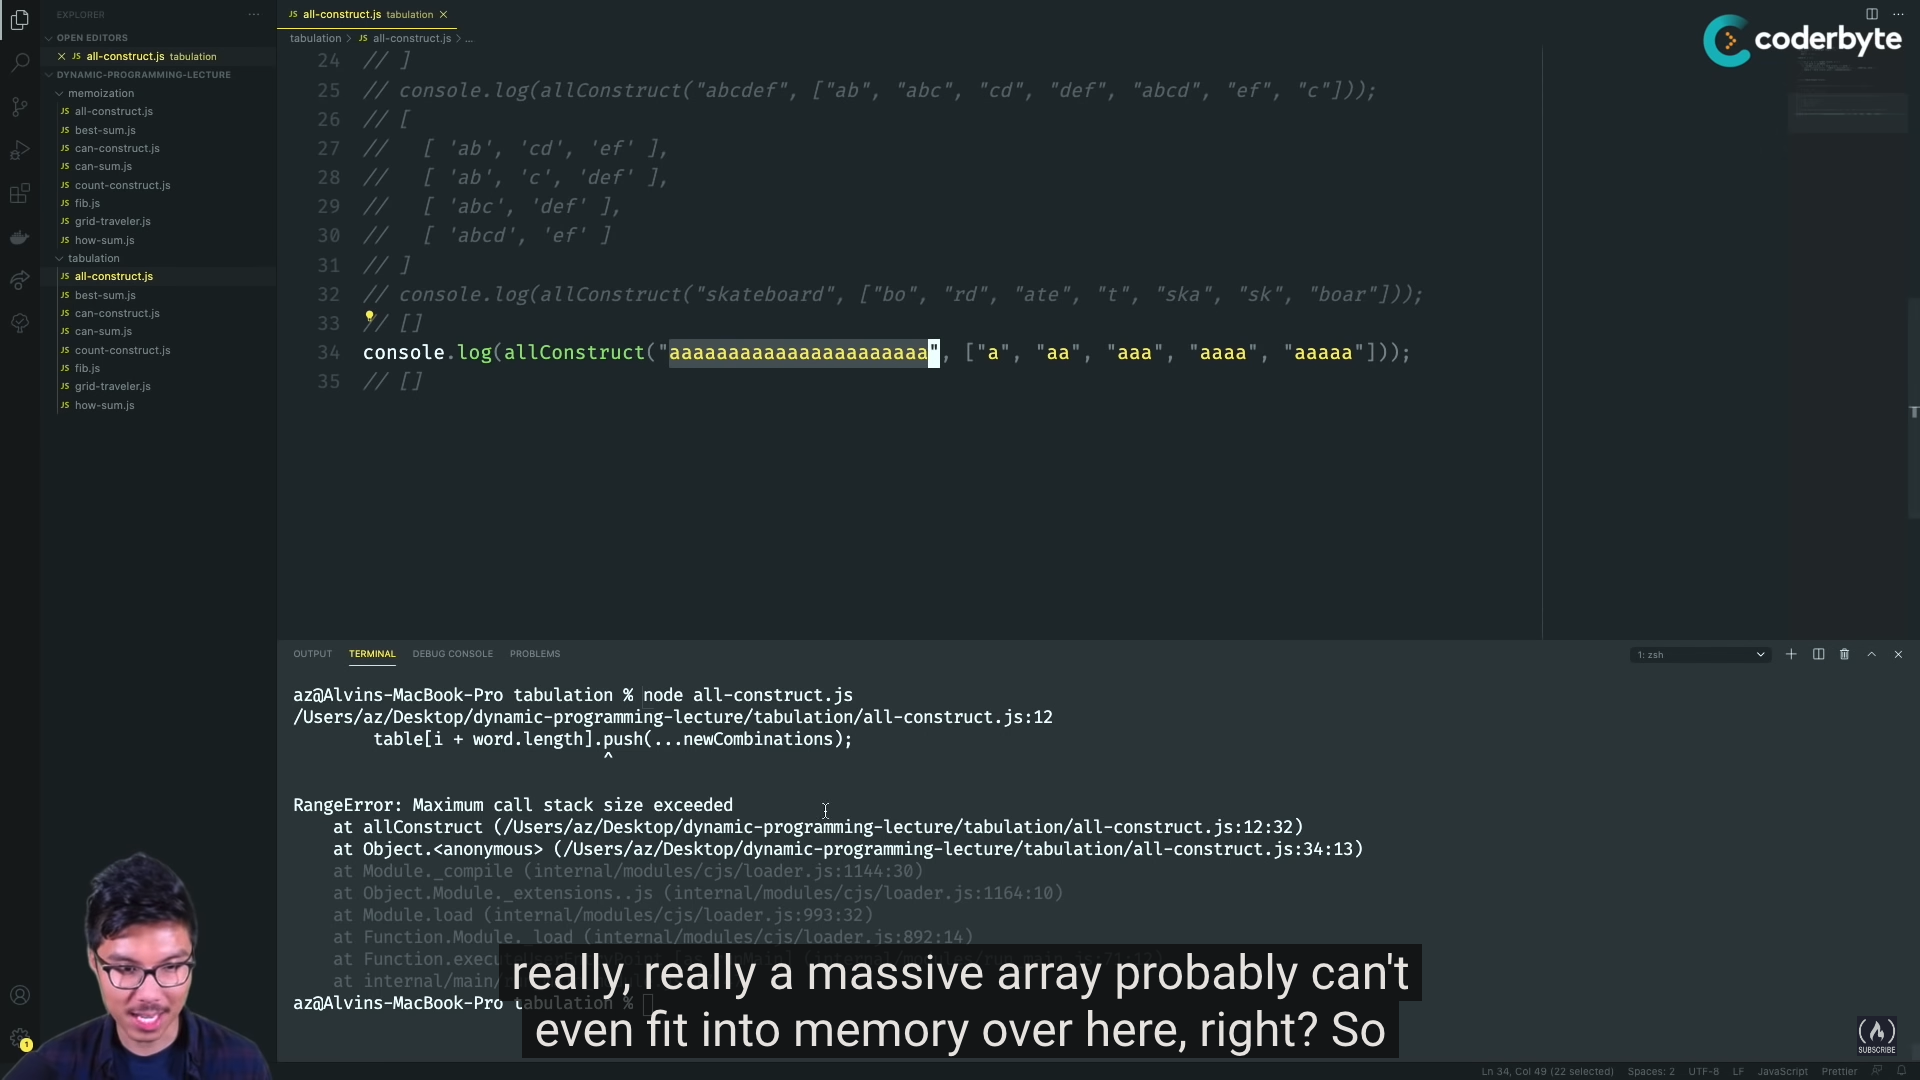 EXPLORER
OPEN EDITORS
JS all-construct.js tabulation
DYNAMIC-PROGRAMMING-LECTURE
memoization
JS all-construct.js
JS best-sum.js
JS can-construct.js
JS can-sum.js
JS count-construct.js
JS fib.js
JS grid-traveler.js
JS how-sum.js
tabulation
JS all-construct.js
JS best-sum.js
JS can-construct.js
JS can-sum.js
JS count-construct.js
JS fib.js
JS grid-traveler.js
JS how-sum.js
1
JS all-construct.js tabulation
tabulation > JS all-construct.js > ...
coderbyte
24 // ]
25 // console.log(allConstruct("abcdef", ["ab", "abc", "cd", "def", "abcd", "ef", "c"]));
26 // [
27 //   [ 'ab', 'cd', 'ef' ],
28 //   [ 'ab', 'c', 'def' ],
29 //   [ 'abc', 'def' ],
30 //   [ 'abcd', 'ef' ]
31 // ]
32 // console.log(allConstruct("skateboard", ["bo", "rd", "ate", "t", "ska", "sk", "boar"]));
33 // []
34 console.log(allConstruct("aaaaaaaaaaaaaaaaaaaaaa", ["a", "aa", "aaa", "aaaa", "aaaaa"]));
35 // []
OUTPUT TERMINAL DEBUG CONSOLE PROBLEMS
1: zsh
az@Alvins-MacBook-Pro tabulation % node all-construct.js
/Users/az/Desktop/dynamic-programming-lecture/tabulation/all-construct.js:12
table[i + word.length].push(...newCombinations);
^
RangeError: Maximum call stack size exceeded
at allConstruct (/Users/az/Desktop/dynamic-programming-lecture/tabulation/all-construct.js:12:32)
at Object.<anonymous> (/Users/az/Desktop/dynamic-programming-lecture/tabulation/all-construct.js:34:13)
at Module._compile (internal/modules/cjs/loader.js:1144:30)
at Object.Module._extensions..js (internal/modules/cjs/loader.js:1164:10)
at Module.load (internal/modules/cjs/loader.js:993:32)
at Function.Module._load (internal/modules/cjs/loader.js:892:14)
at
at
az@Alvins-MacBook-Pro %
really, really a massive array probably can't
even fit into memory over here, right? So
SUBSCRIBE
Ln 34, Col 49 (22 selected) Spaces: 2 UTF-8 LF JavaScript Prettier